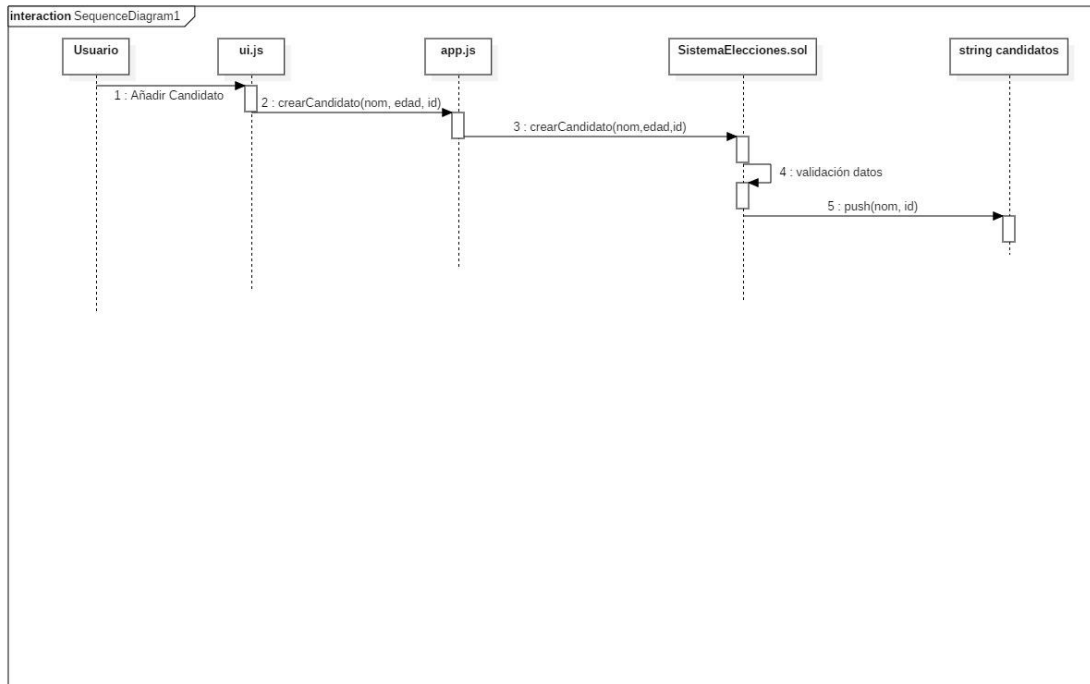 interaction SequenceDiagram1
Usuario
ui.js
app.js
SistemaElecciones.sol
string candidatos
1 : Añadir Candidato
2 : crearCandidato(nom, edad, id)
3 : crearCandidato(nom,edad,id)
4 : validación datos
5 : push(nom, id)